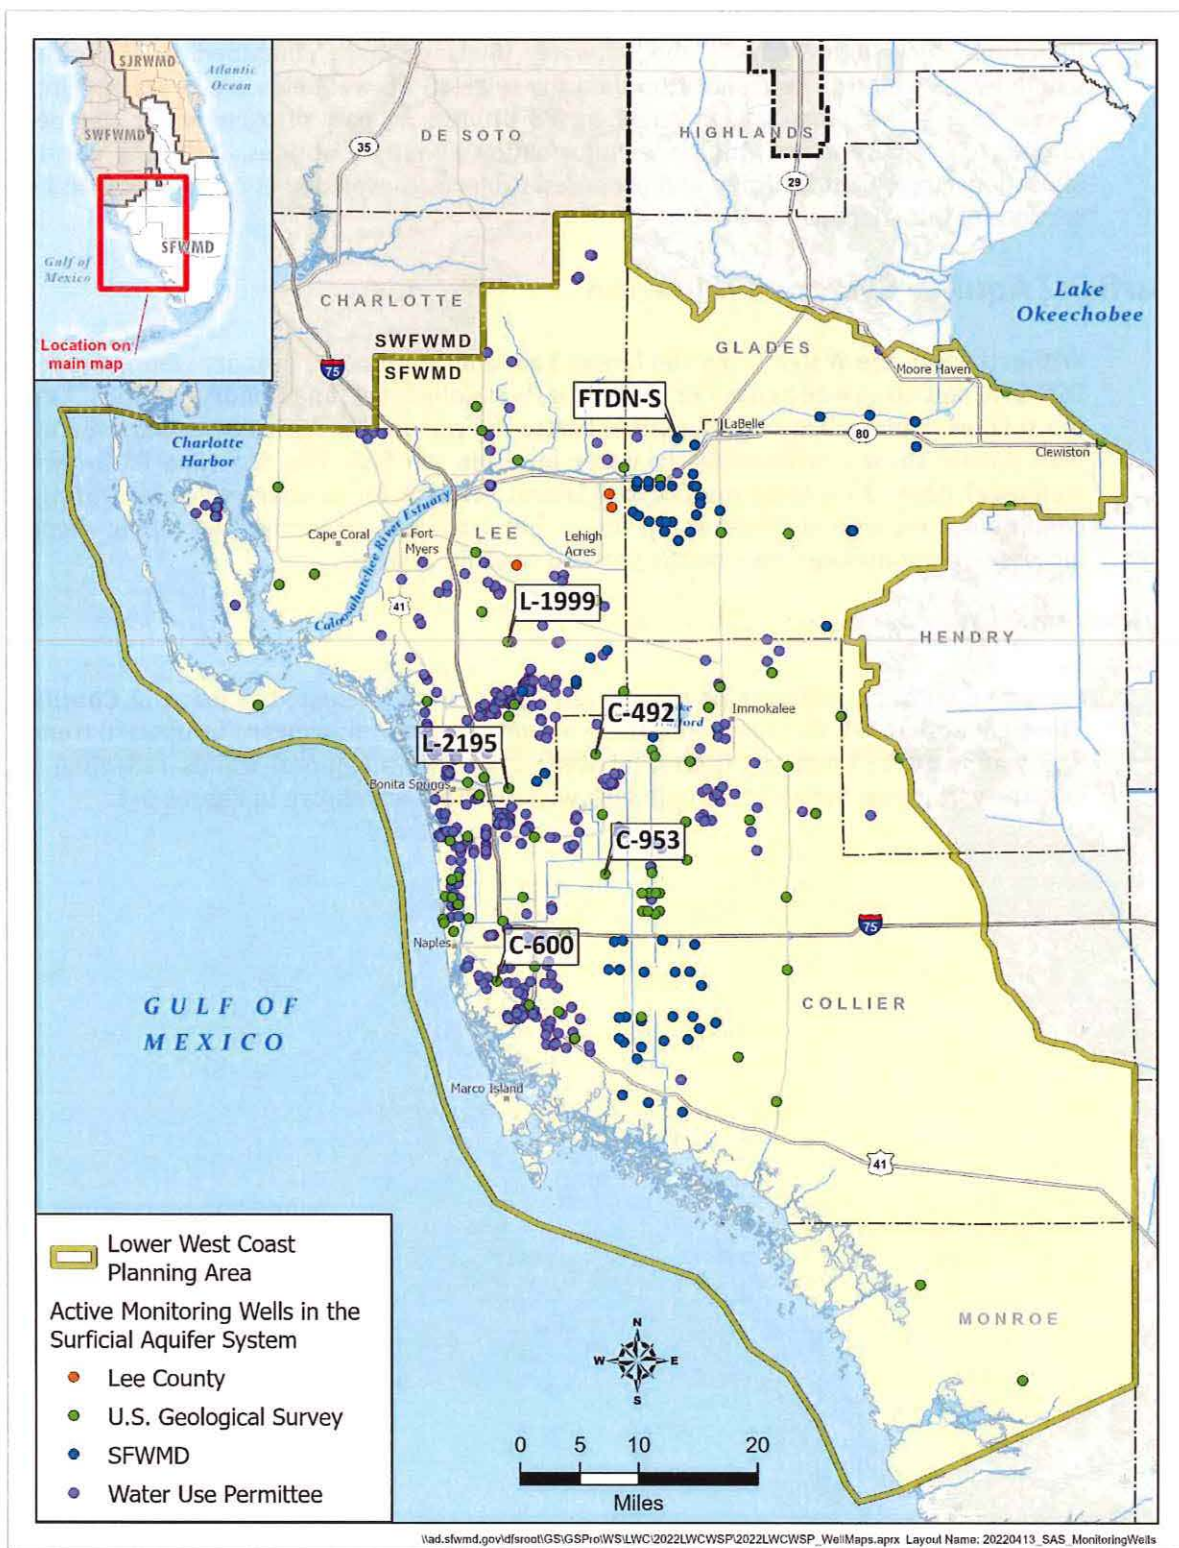 SJRWMD
Atlantic
Ocean
SWFWMD
SFWMD
Gulf of
Mexico
Location on
main map
DE SOTO
HIGHLANDS
35
29
CHARLOTTE
Lake
Okeechobee
SWFWMD
SFWMD
75
GLADES
Moore Haven
FTDN-S
LaBelle
80
Clewiston
Charlotte
Harbor
Cape Coral
Fort
Myers
Caloosahatchee River Estuary
LEE
Lehigh
Acres
41
L-1999
HENDRY
C-492
Immokalee
L-2195
Bonita Springs
C-953
Naples
C-600
75
COLLIER
GULF OF
MEXICO
Marco Island
41
MONROE
Lower West Coast
Planning Area
Active Monitoring Wells in the
Surficial Aquifer System
Lee County
U.S. Geological Survey
SFWMD
Water Use Permittee
N
W E
S
0 5 10 20
Miles
\\ad.sfwmd.gov\dfsroot\GS\GSPro\WS\LWC\2022LWCWSP\2022LWCWSP_WellMaps.aprx Layout Name: 20220413_SAS_MonitoringWells